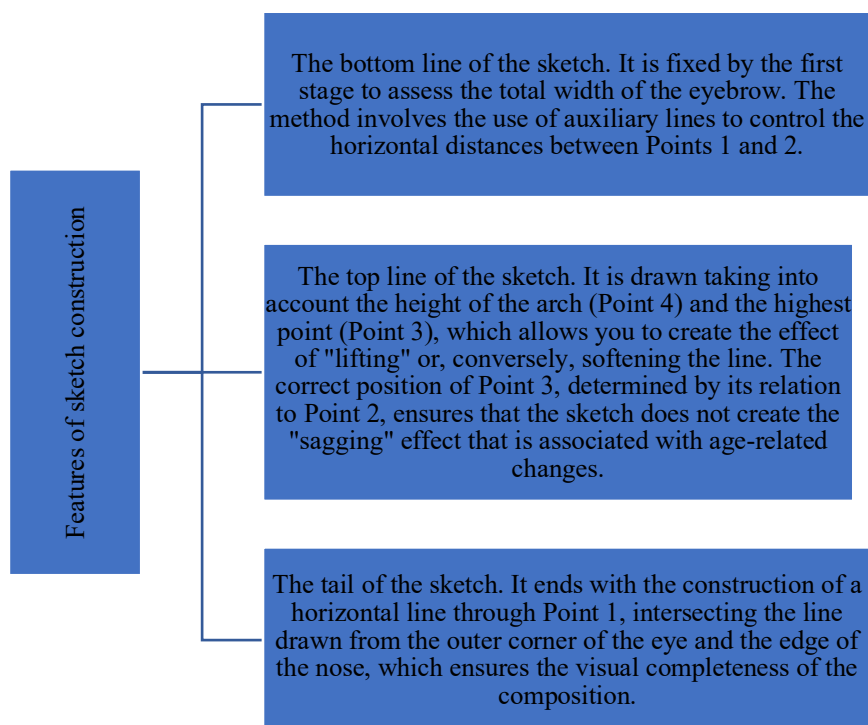 Features of sketch construction
The bottom line of the sketch. It is fixed by the first
stage to assess the total width of the eyebrow. The
method involves the use of auxiliary lines to control the
horizontal distances between Points 1 and 2.
The top line of the sketch. It is drawn taking into
account the height of the arch (Point 4) and the highest
point (Point 3), which allows you to create the effect
of "lifting" or, conversely, softening the line. The
correct position of Point 3, determined by its relation
to Point 2, ensures that the sketch does not create the
"sagging" effect that is associated with age-related
changes.
The tail of the sketch. It ends with the construction of a
horizontal line through Point 1, intersecting the line
drawn from the outer corner of the eye and the edge of
the nose, which ensures the visual completeness of the
composition.